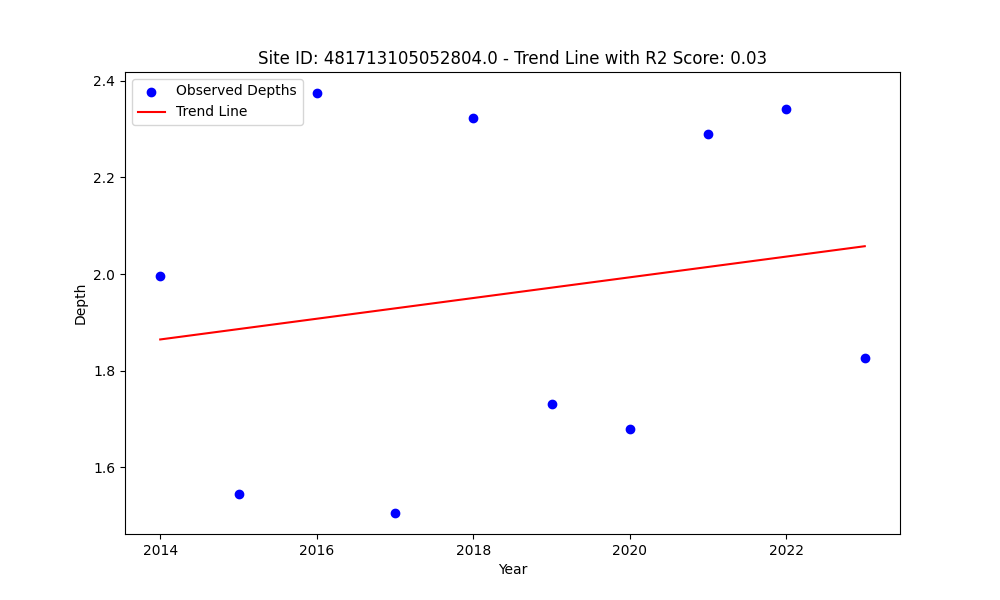 Site ID: 481713105052804.0 - Trend Line with R2 Score: 0.03
Observed Depths
Trend Line
Depth
2.4
2.2
2.0
1.8
1.6
2014
2016
2018
2020
2022
Year